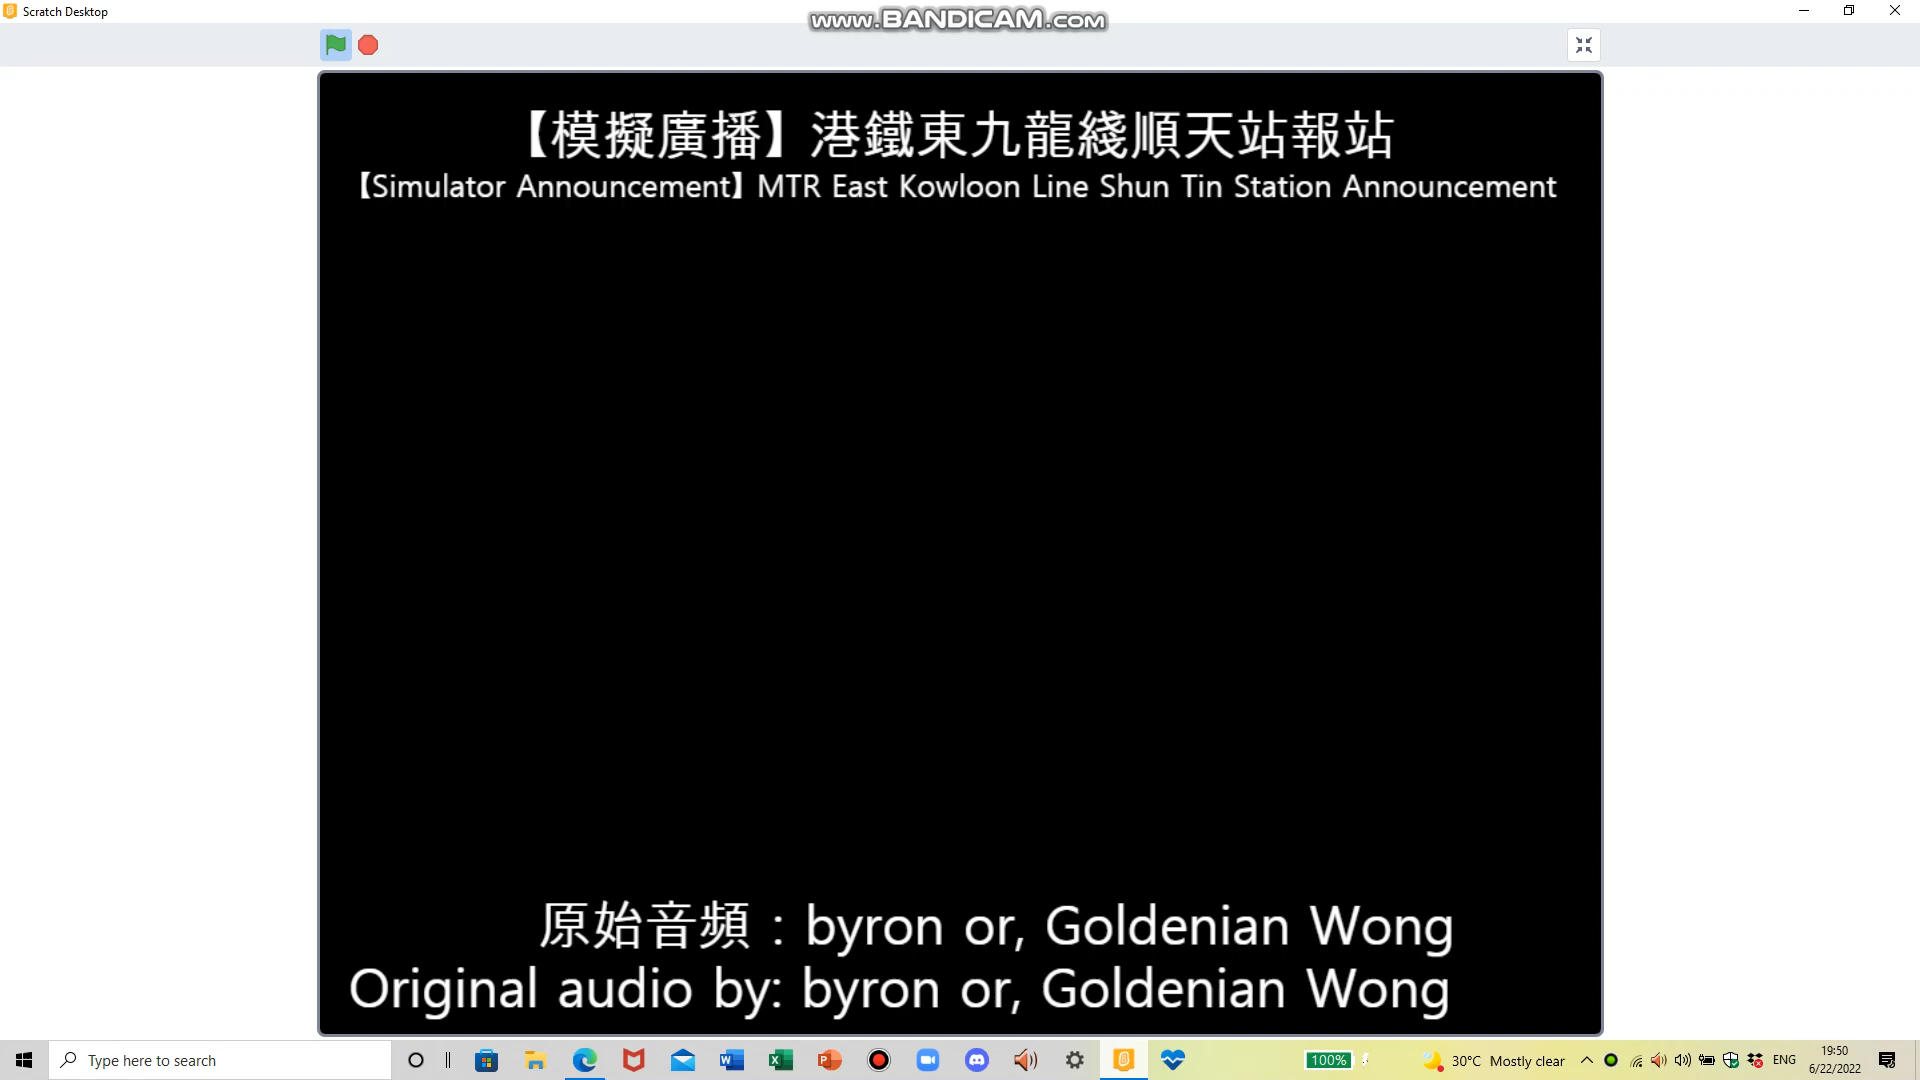 Scratch Desktop
www.BANDICAM.com
【模擬廣播】港鐵東九龍綫順天站報站
【Simulator Announcement】MTR East Kowloon Line Shun Tin Station Announcement
原始音頻：byron or, Goldenian Wong
Original audio by: byron or, Goldenian Wong
Type here to search
100%
30°C Mostly clear
ENG
19:50
6/22/2022